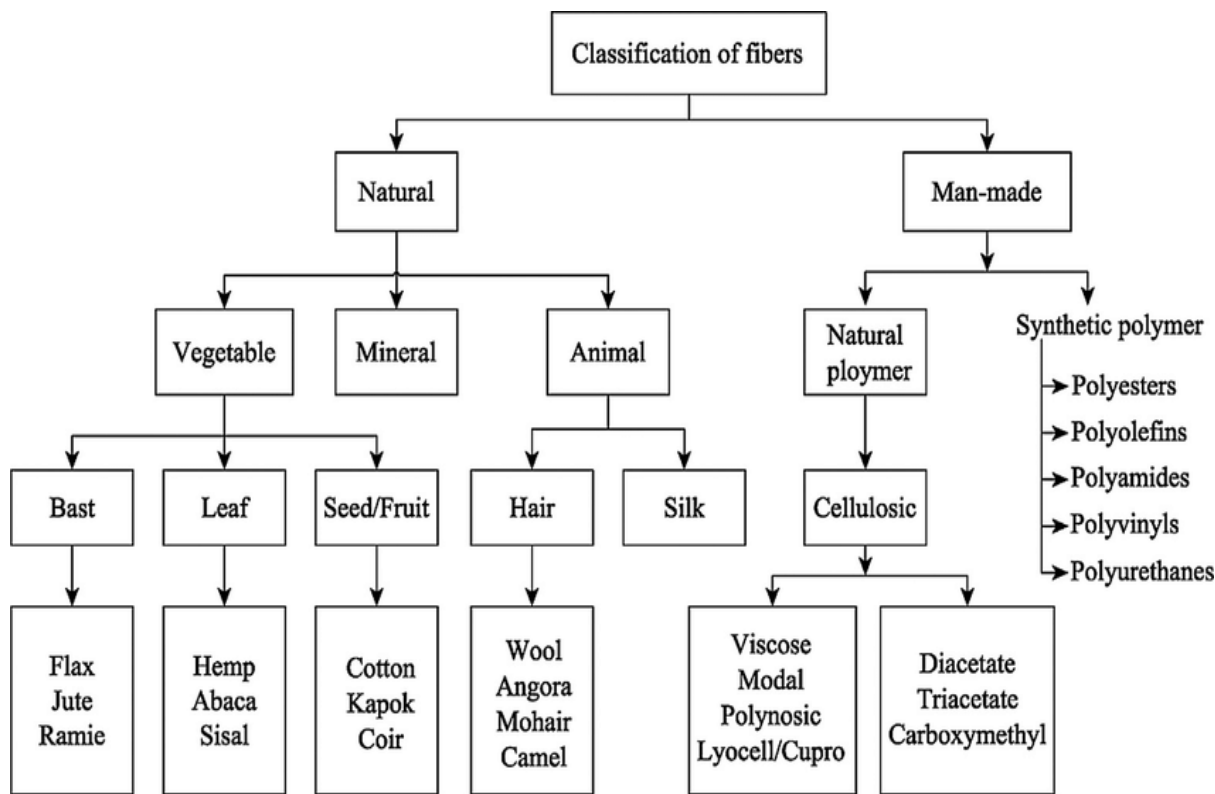 Classification of fibers
Natural
Man-made
Vegetable
Mineral
Animal
Natural
ploymer
Synthetic polymer
Polyesters
Polyolefins
Polyamides
Polyvinyls
Polyurethanes
Bast
Leaf
Seed/Fruit
Hair
Silk
Cellulosic
Flax
Jute
Ramie
Hemp
Abaca
Sisal
Cotton
Kapok
Coir
Wool
Angora
Mohair
Camel
Viscose
Modal
Polynosic
Lyocell/Cupro
Diacetate
Triacetate
Carboxymethyl